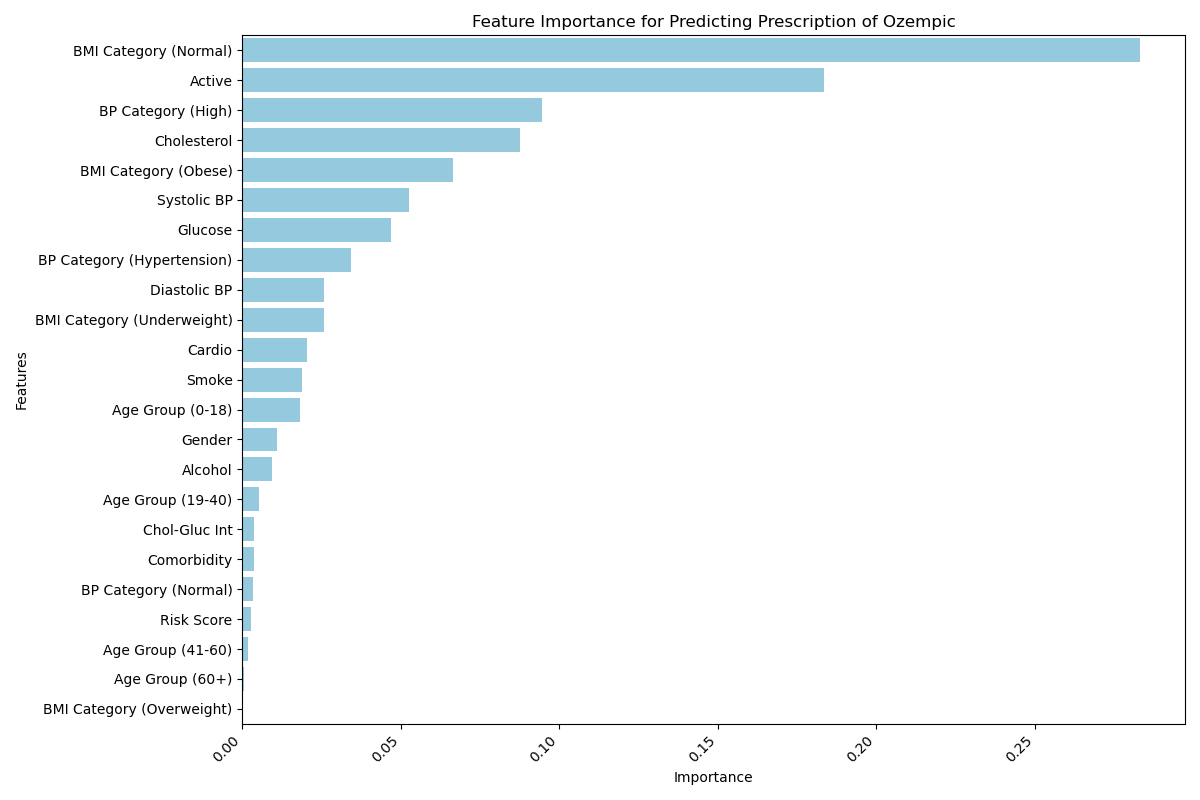 Feature Importance for Predicting Prescription of Ozempic
BMI Category (Normal)
Active
BP Category (High)
Cholesterol
BMI Category (Obese)
Systolic BP
Glucose
BP Category (Hypertension)
Diastolic BP
BMI Category (Underweight)
Cardio
Smoke
Age Group (0-18)
Gender
Alcohol
Age Group (19-40)
Chol-Gluc Int
Comorbidity
BP Category (Normal)
Risk Score
Age Group (41-60)
Age Group (60+)
BMI Category (Overweight)
Features
0.00
0.05
0.10
0.15
0.20
0.25
Importance